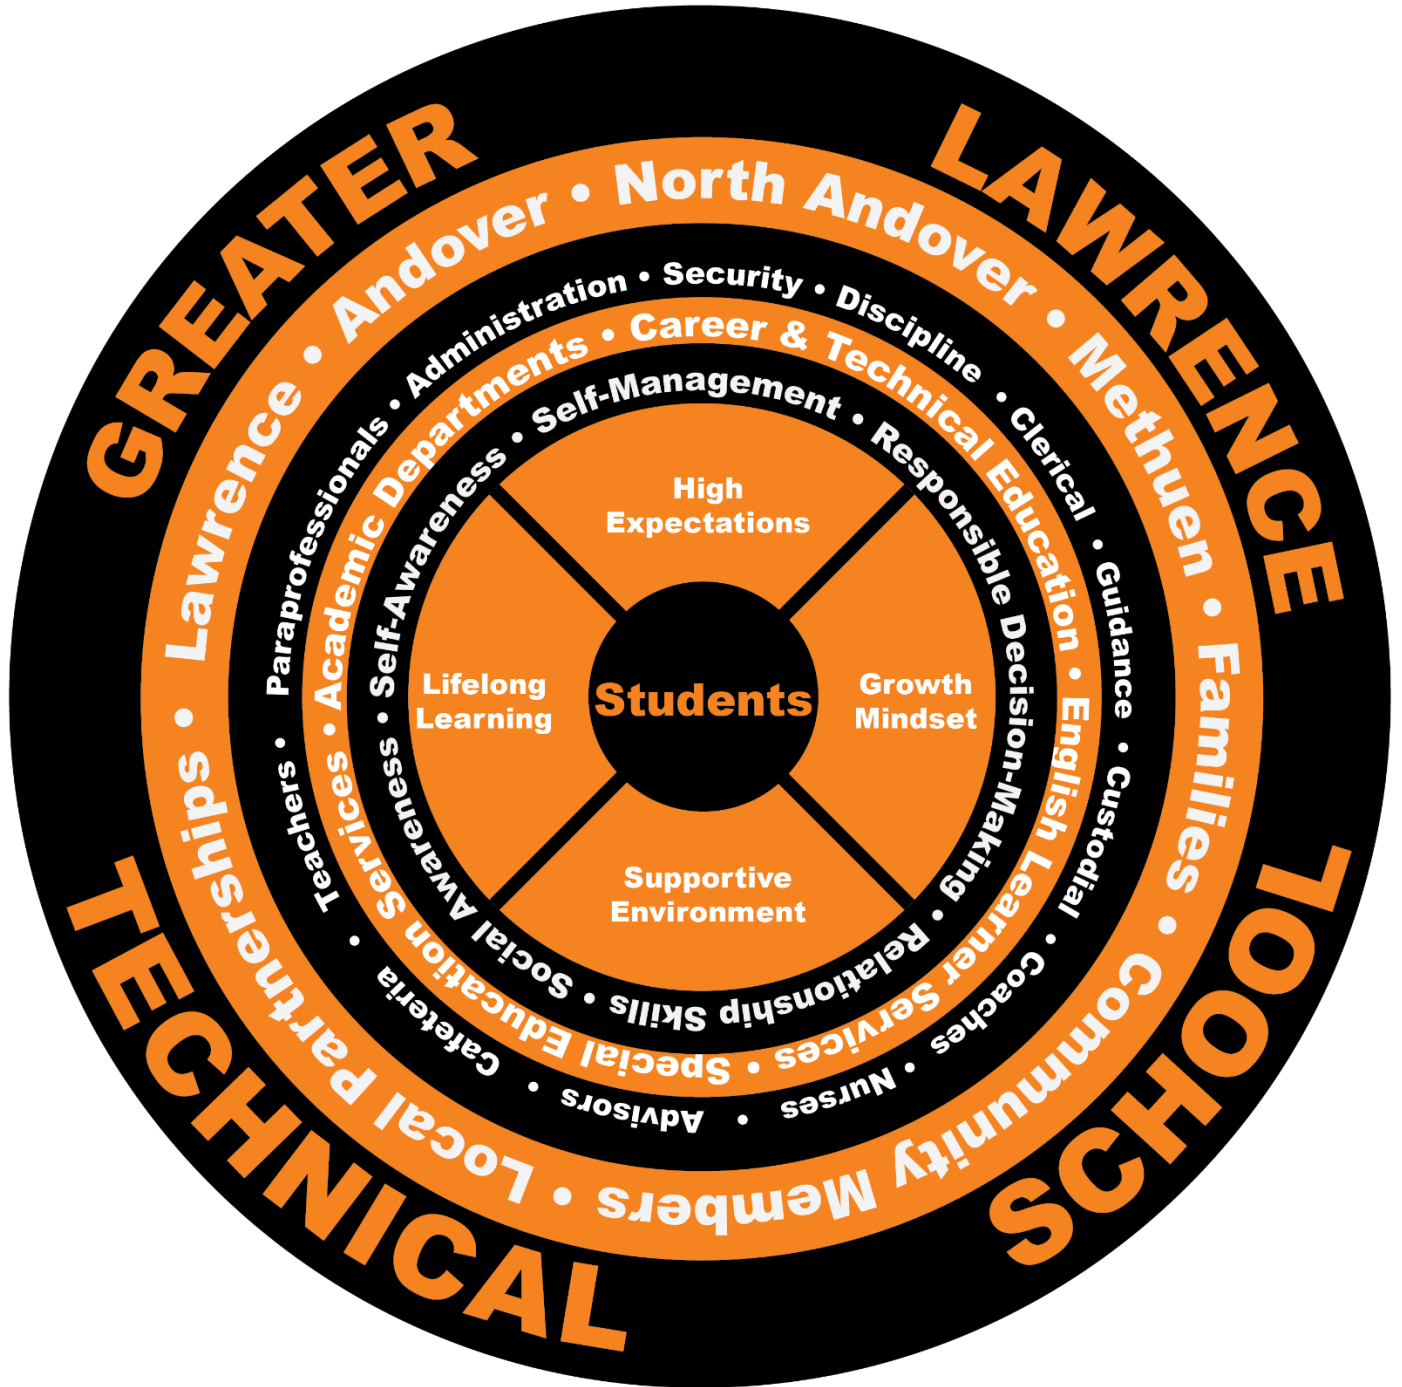 GREATER LAWRENCE
TECHNICAL SCHOOL
Lawrence • Andover • North Andover • Methuen • Families • Community Members • Local Partnerships •
Paraprofessionals • Administration • Security • Discipline • Clerical • Guidance • Custodial • Coaches • Nurses • Advisors • Cafeteria • Teachers •
Academic Departments • Career & Technical Education • English Learner Services • Special Education Services •
Self-Awareness • Self-Management • Responsible Decision-Making • Relationship Skills • Social Awareness •
High
Expectations
Lifelong
Learning
Students
Growth
Mindset
Supportive
Environment